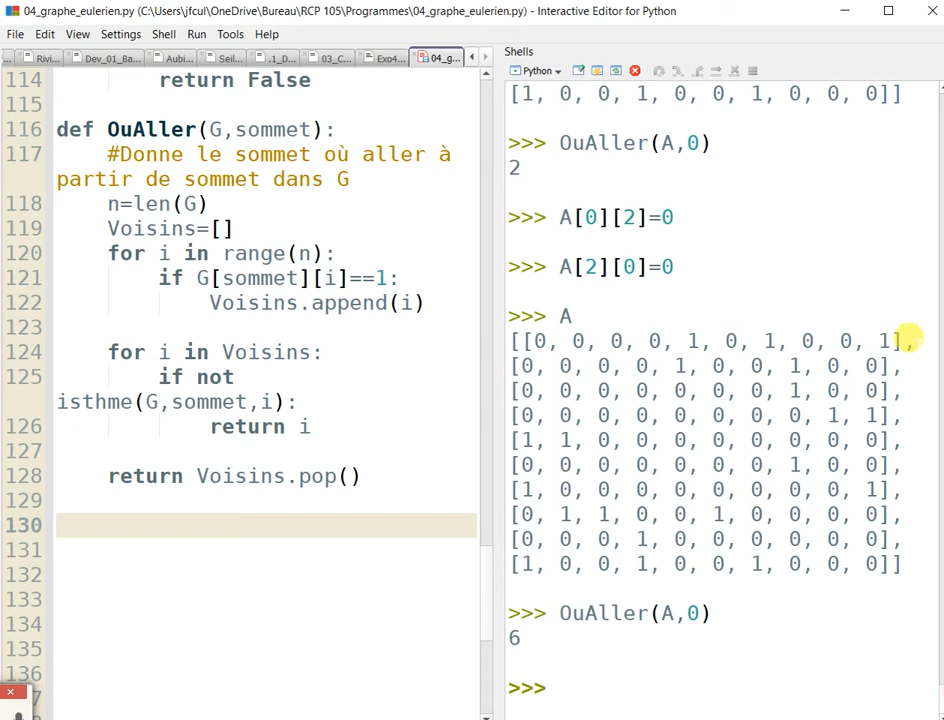 04_graphe_eulerien.py (C:\Users\jfcul\OneDrive\Bureau\RCP 105\Programmes\04_graphe_eulerien.py) - Interactive Editor for Python
File Edit View Settings Shell Run Tools Help
Rivi... Dev_01_Ba... Aubi... Seil... .1_D... 03_C... Exo4... 04_g...
114 return False
115
116 def OuAller(G,sommet):
117 #Donne le sommet où aller à
partir de sommet dans G
118 n=len(G)
119 Voisins=[]
120 for i in range(n):
121 if G[sommet][i]==1:
122 Voisins.append(i)
123
124 for i in Voisins:
125 if not
isthme(G,sommet,i):
126 return i
127
128 return Voisins.pop()
129
130
131
132
133
134
135
136
Shells
Python
[1, 0, 0, 1, 0, 0, 1, 0, 0, 0]]
>>> OuAller(A,0)
2
>>> A[0][2]=0
>>> A[2][0]=0
>>> A
[[0, 0, 0, 0, 1, 0, 1, 0, 0, 1],
[0, 0, 0, 0, 1, 0, 0, 1, 0, 0],
[0, 0, 0, 0, 0, 0, 0, 1, 0, 0],
[0, 0, 0, 0, 0, 0, 0, 0, 1, 1],
[1, 1, 0, 0, 0, 0, 0, 0, 0, 0],
[0, 0, 0, 0, 0, 0, 0, 1, 0, 0],
[1, 0, 0, 0, 0, 0, 0, 0, 0, 1],
[0, 1, 1, 0, 0, 1, 0, 0, 0, 0],
[0, 0, 0, 1, 0, 0, 0, 0, 0, 0],
[1, 0, 0, 1, 0, 0, 1, 0, 0, 0]]
>>> OuAller(A,0)
6
>>>